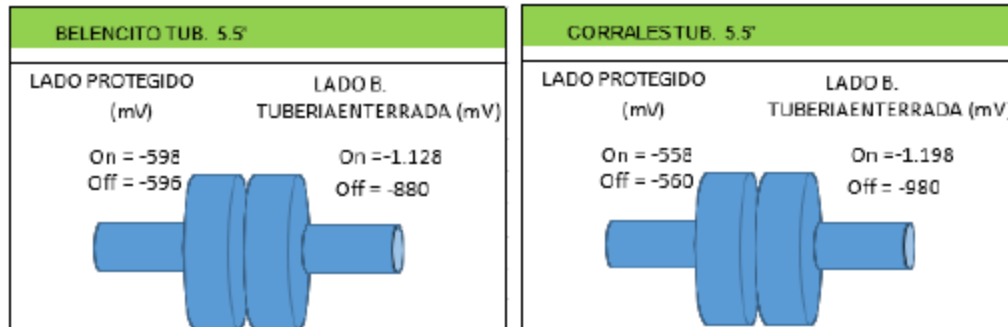 BELENCITO TUB. 5.5"
LADO PROTEGIDO
(mV)
LADO B.
TUBERIAENTERRADA (mV)
On = -598
Off = -596
On =-1.128
Off = -880
CORRALES TUB. 5.5"
LADO PROTEGIDO
(mV)
LADO B.
TUBERIAENTERRADA (mV)
On = -558
Off = -560
On =-1.198
Off = -980